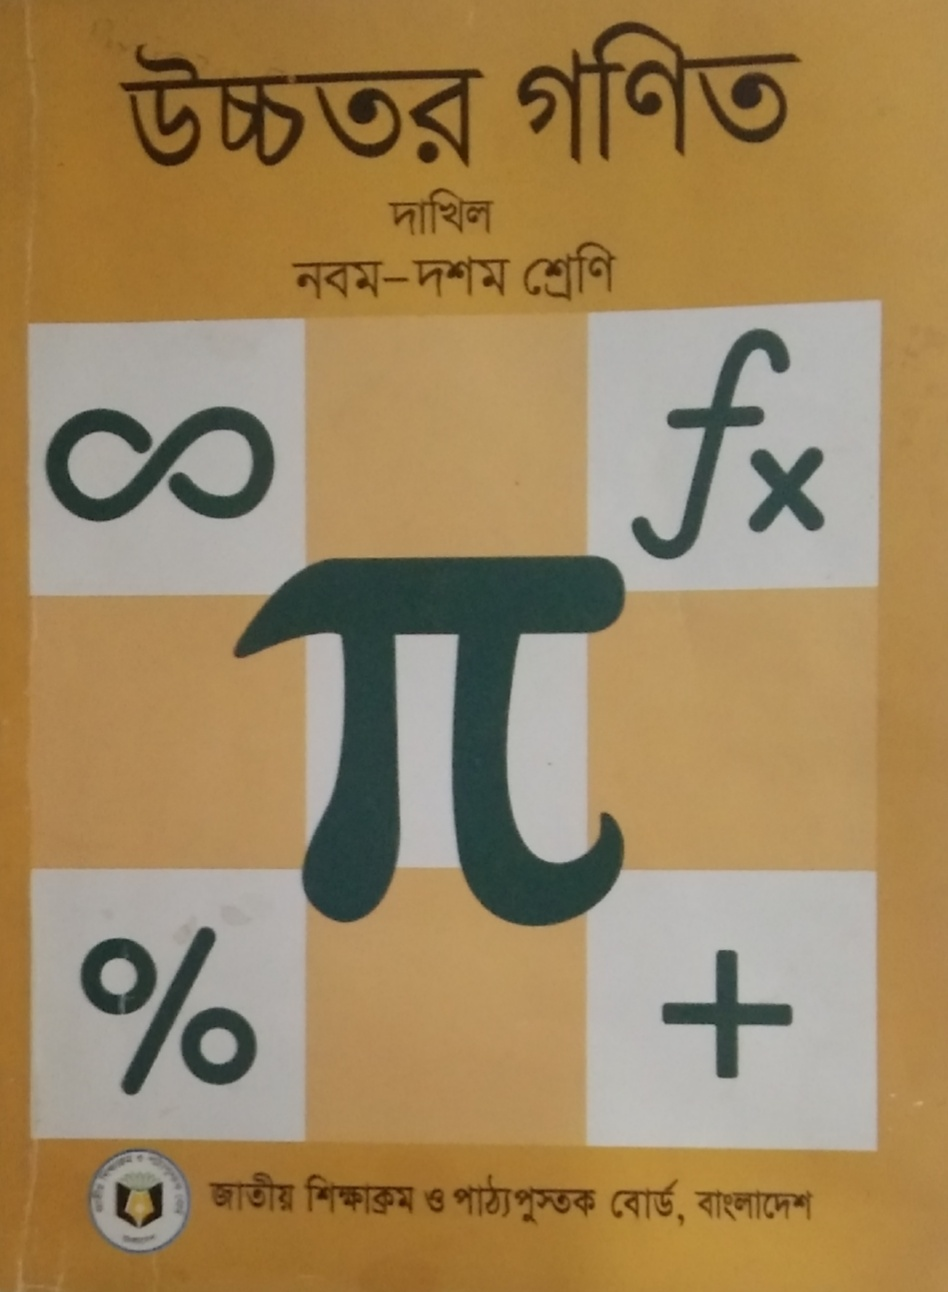 উচ্চতর গণিত
দাখিল
নবম–দশম শ্রেণি
∞
fx
π
%
+
জাতীয় শিক্ষাক্রম ও পাঠ্যপুস্তক বোর্ড, বাংলাদেশ